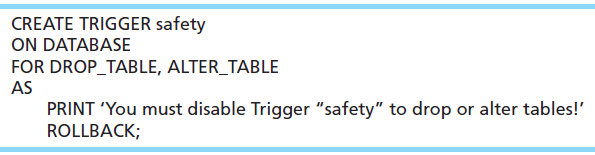 CREATE TRIGGER safety
ON DATABASE
FOR DROP_TABLE, ALTER_TABLE
AS
PRINT ‘You must disable Trigger “safety” to drop or alter tables!’
ROLLBACK;